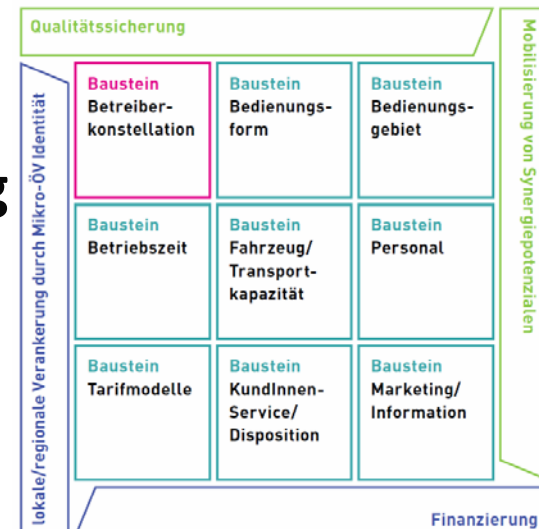 Qualitätssicherung
Mobilisierung von Synergiepotenzialen
lokale/regionale Verankerung durch Mikro-ÖV Identität
g
Baustein
Betreiber-
konstellation
Baustein
Bedienungs-
form
Baustein
Bedienungs-
gebiet
Baustein
Betriebszeit
Baustein
Fahrzeug/
Transport-
kapazität
Baustein
Personal
Baustein
Tarifmodelle
Baustein
KundInnen-
Service/
Disposition
Baustein
Marketing/
Information
Finanzierung